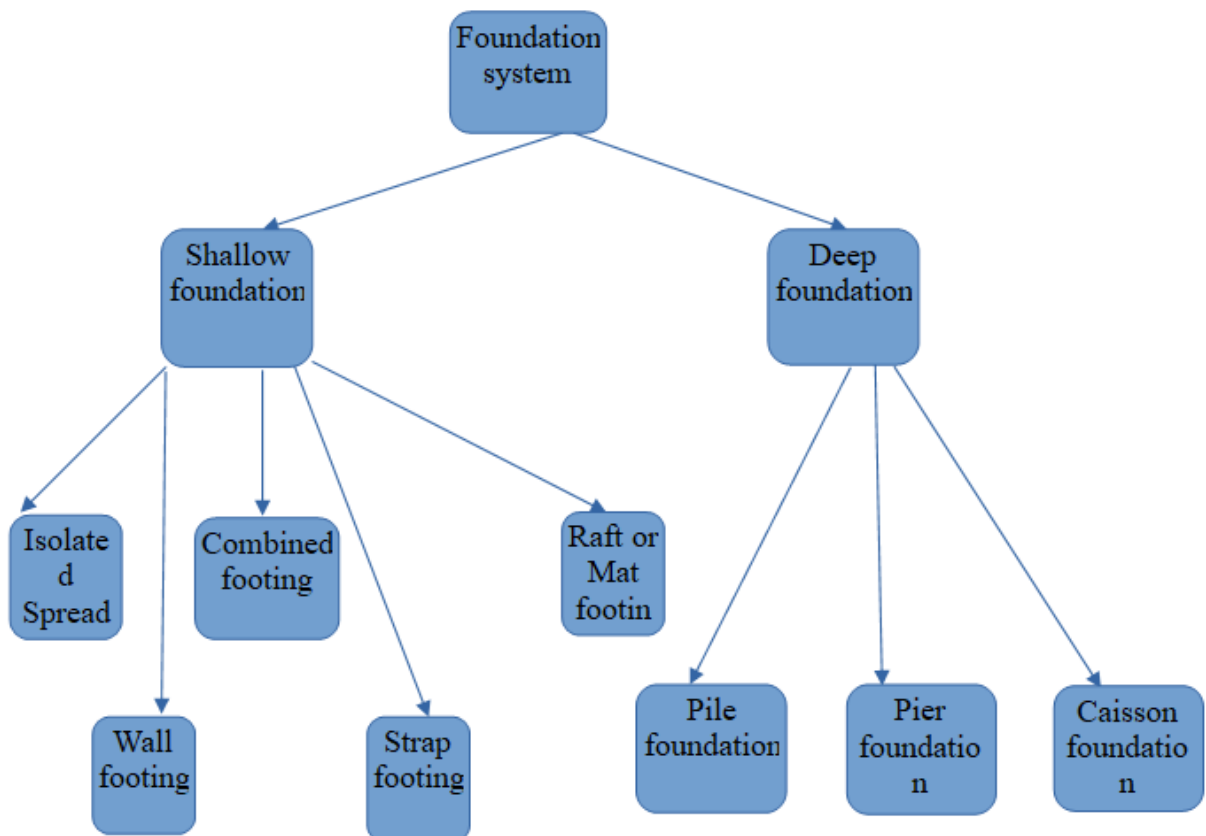 Foundation
system
Shallow
foundation
Deep
foundation
Isolate
d
Spread
Combined
footing
Raft or
Mat
footin
Wall
footing
Strap
footing
Pile
foundation
Pier
foundatio
n
Caisson
foundatio
n